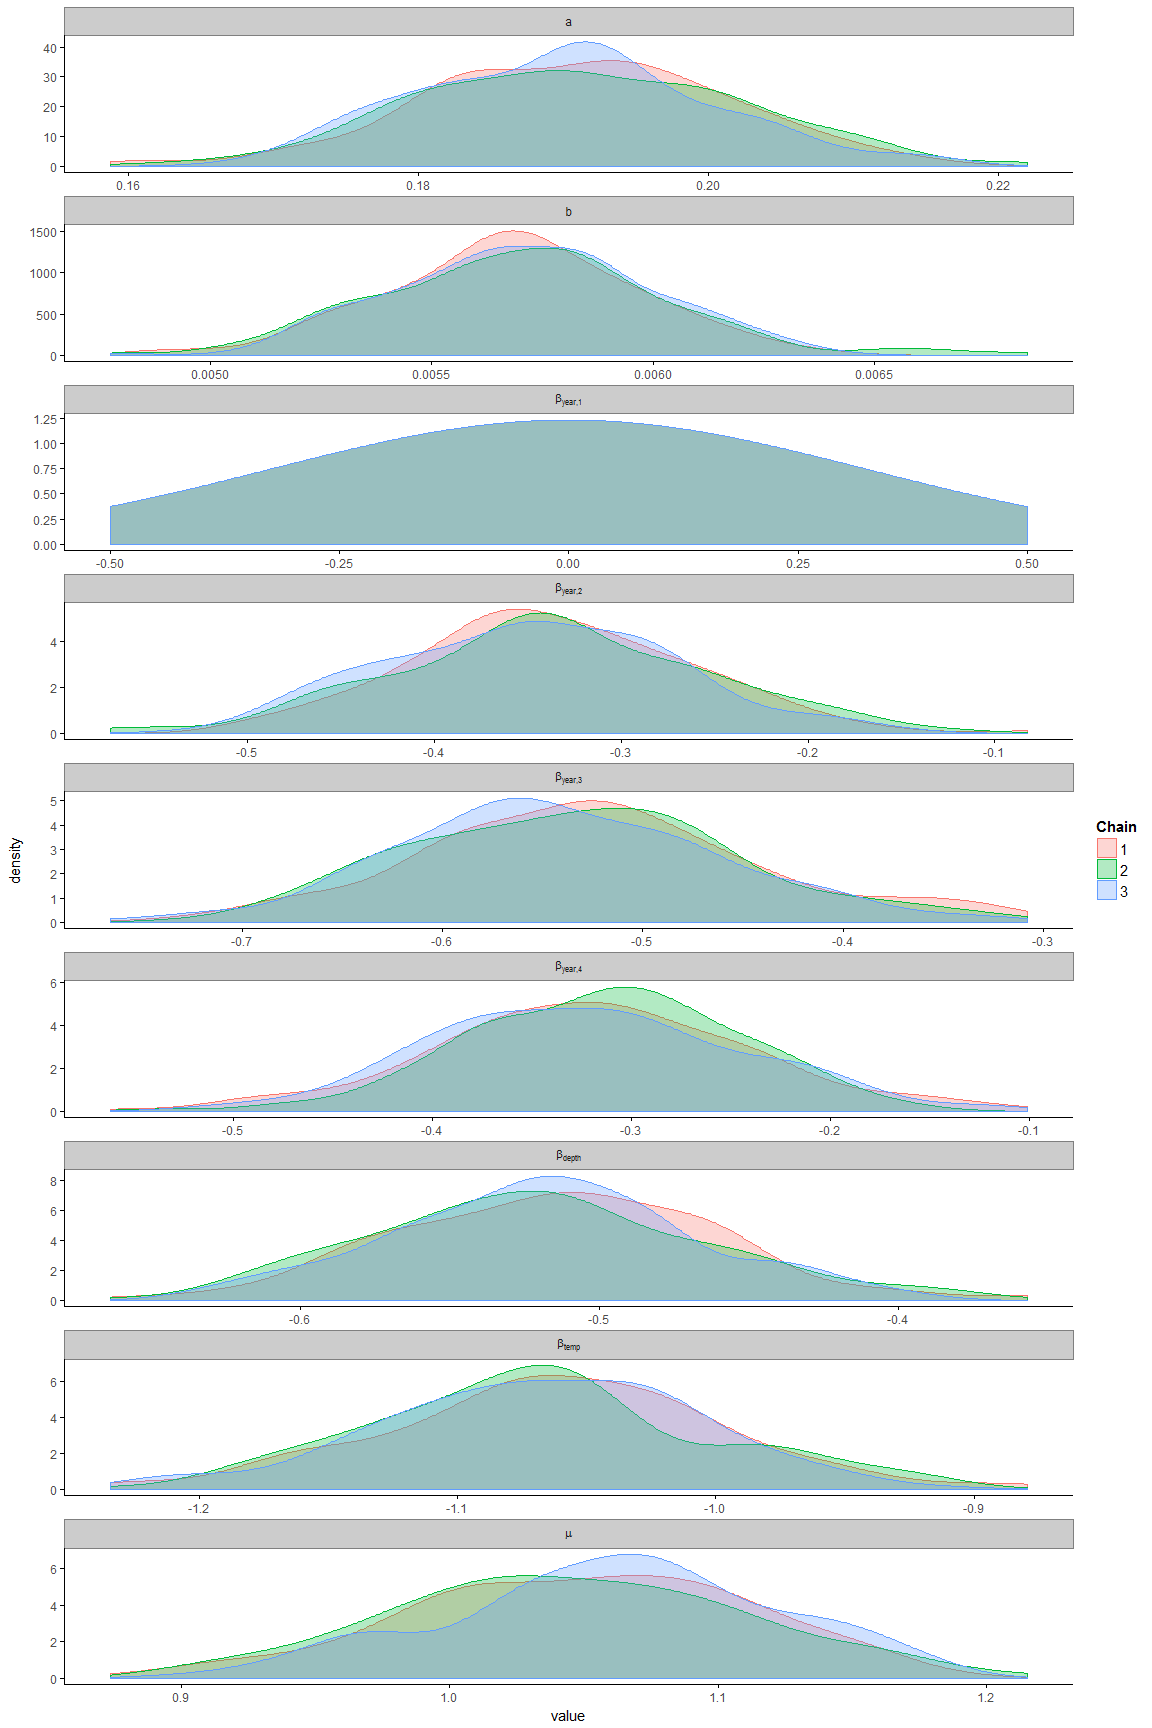 a
40
30
20
10
0
0.16 0.18 0.20 0.22
b
1500
1000
500
0
0.0050 0.0055 0.0060 0.0065
βyear,1
1.25
1.00
0.75
0.50
0.25
0.00
-0.50 -0.25 0.00 0.25 0.50
βyear,2
4
2
0
-0.5 -0.4 -0.3 -0.2 -0.1
βyear,3
5
4
3
2
1
0
-0.7 -0.6 -0.5 -0.4 -0.3
βyear,4
6
4
2
0
-0.5 -0.4 -0.3 -0.2 -0.1
βdepth
8
6
4
2
0
-0.6 -0.5 -0.4
βtemp
6
4
2
0
-1.2 -1.1 -1.0 -0.9
μ
6
4
2
0
0.9 1.0 1.1 1.2
value
density
Chain
1
2
3